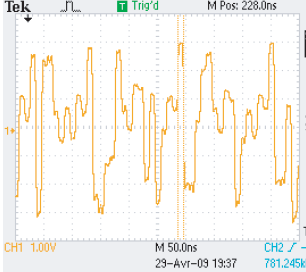 Tek T Trig'd M Pos: 228.0ns
1
CH1 1.00V M 50.0ns CH2
29-Avr-09 19:37 781.245k